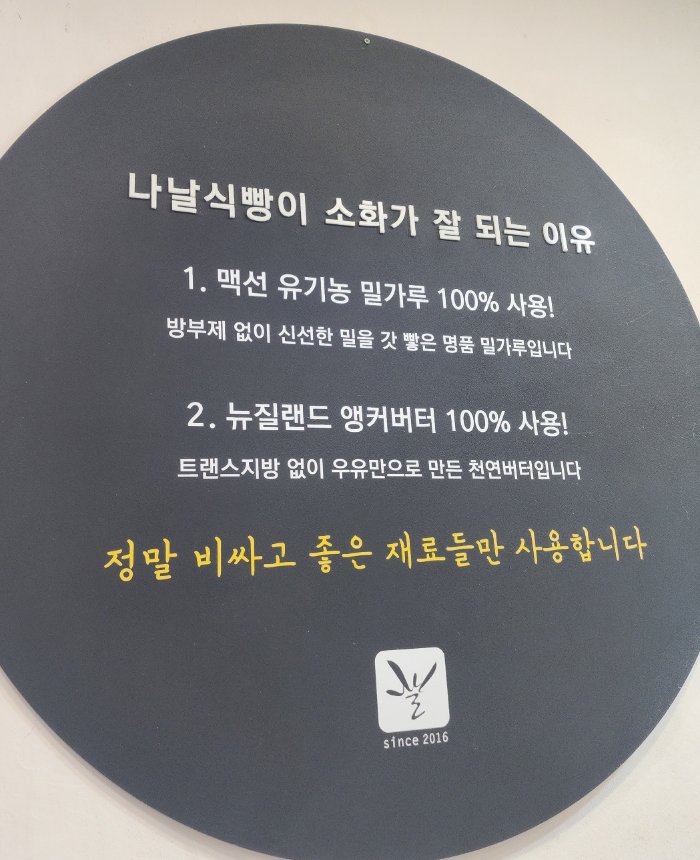 나날식빵이 소화가 잘 되는 이유
1. 맥선 유기농 밀가루 100% 사용!
방부제 없이 신선한 밀을 갓 빻은 명품 밀가루입니다
2. 뉴질랜드 앵커버터 100% 사용!
트랜스지방 없이 우유만으로 만든 천연버터입니다
정말 비싸고 좋은 재료들만 사용합니다
since 2016